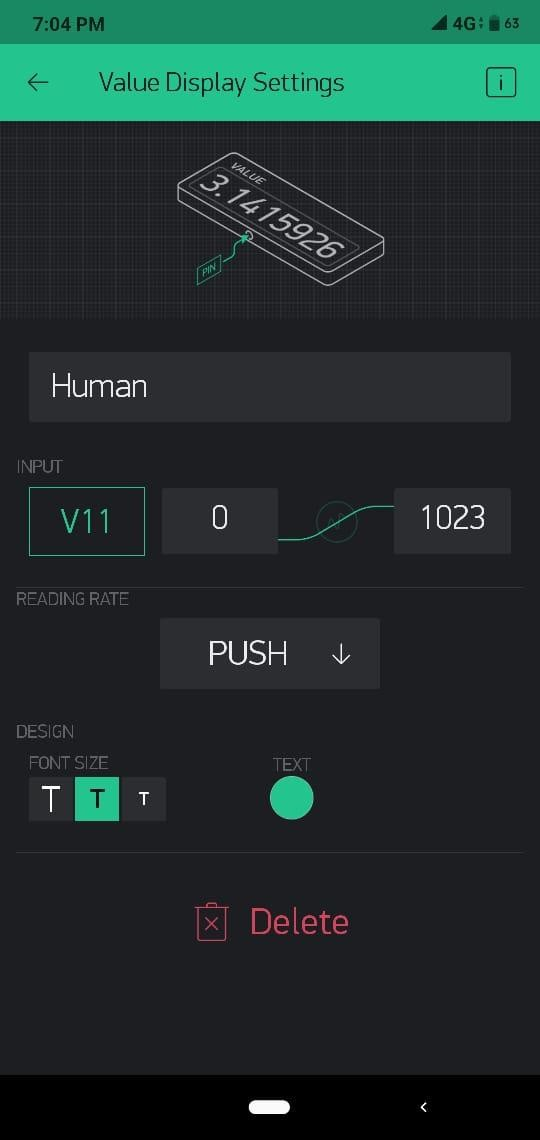 7:04 PM 4G 63
Value Display Settings i
VALUE
3.1415926
PIN
Human
INPUT
V11 0 1023
READING RATE
PUSH
DESIGN
FONT SIZE TEXT
T T T
Delete